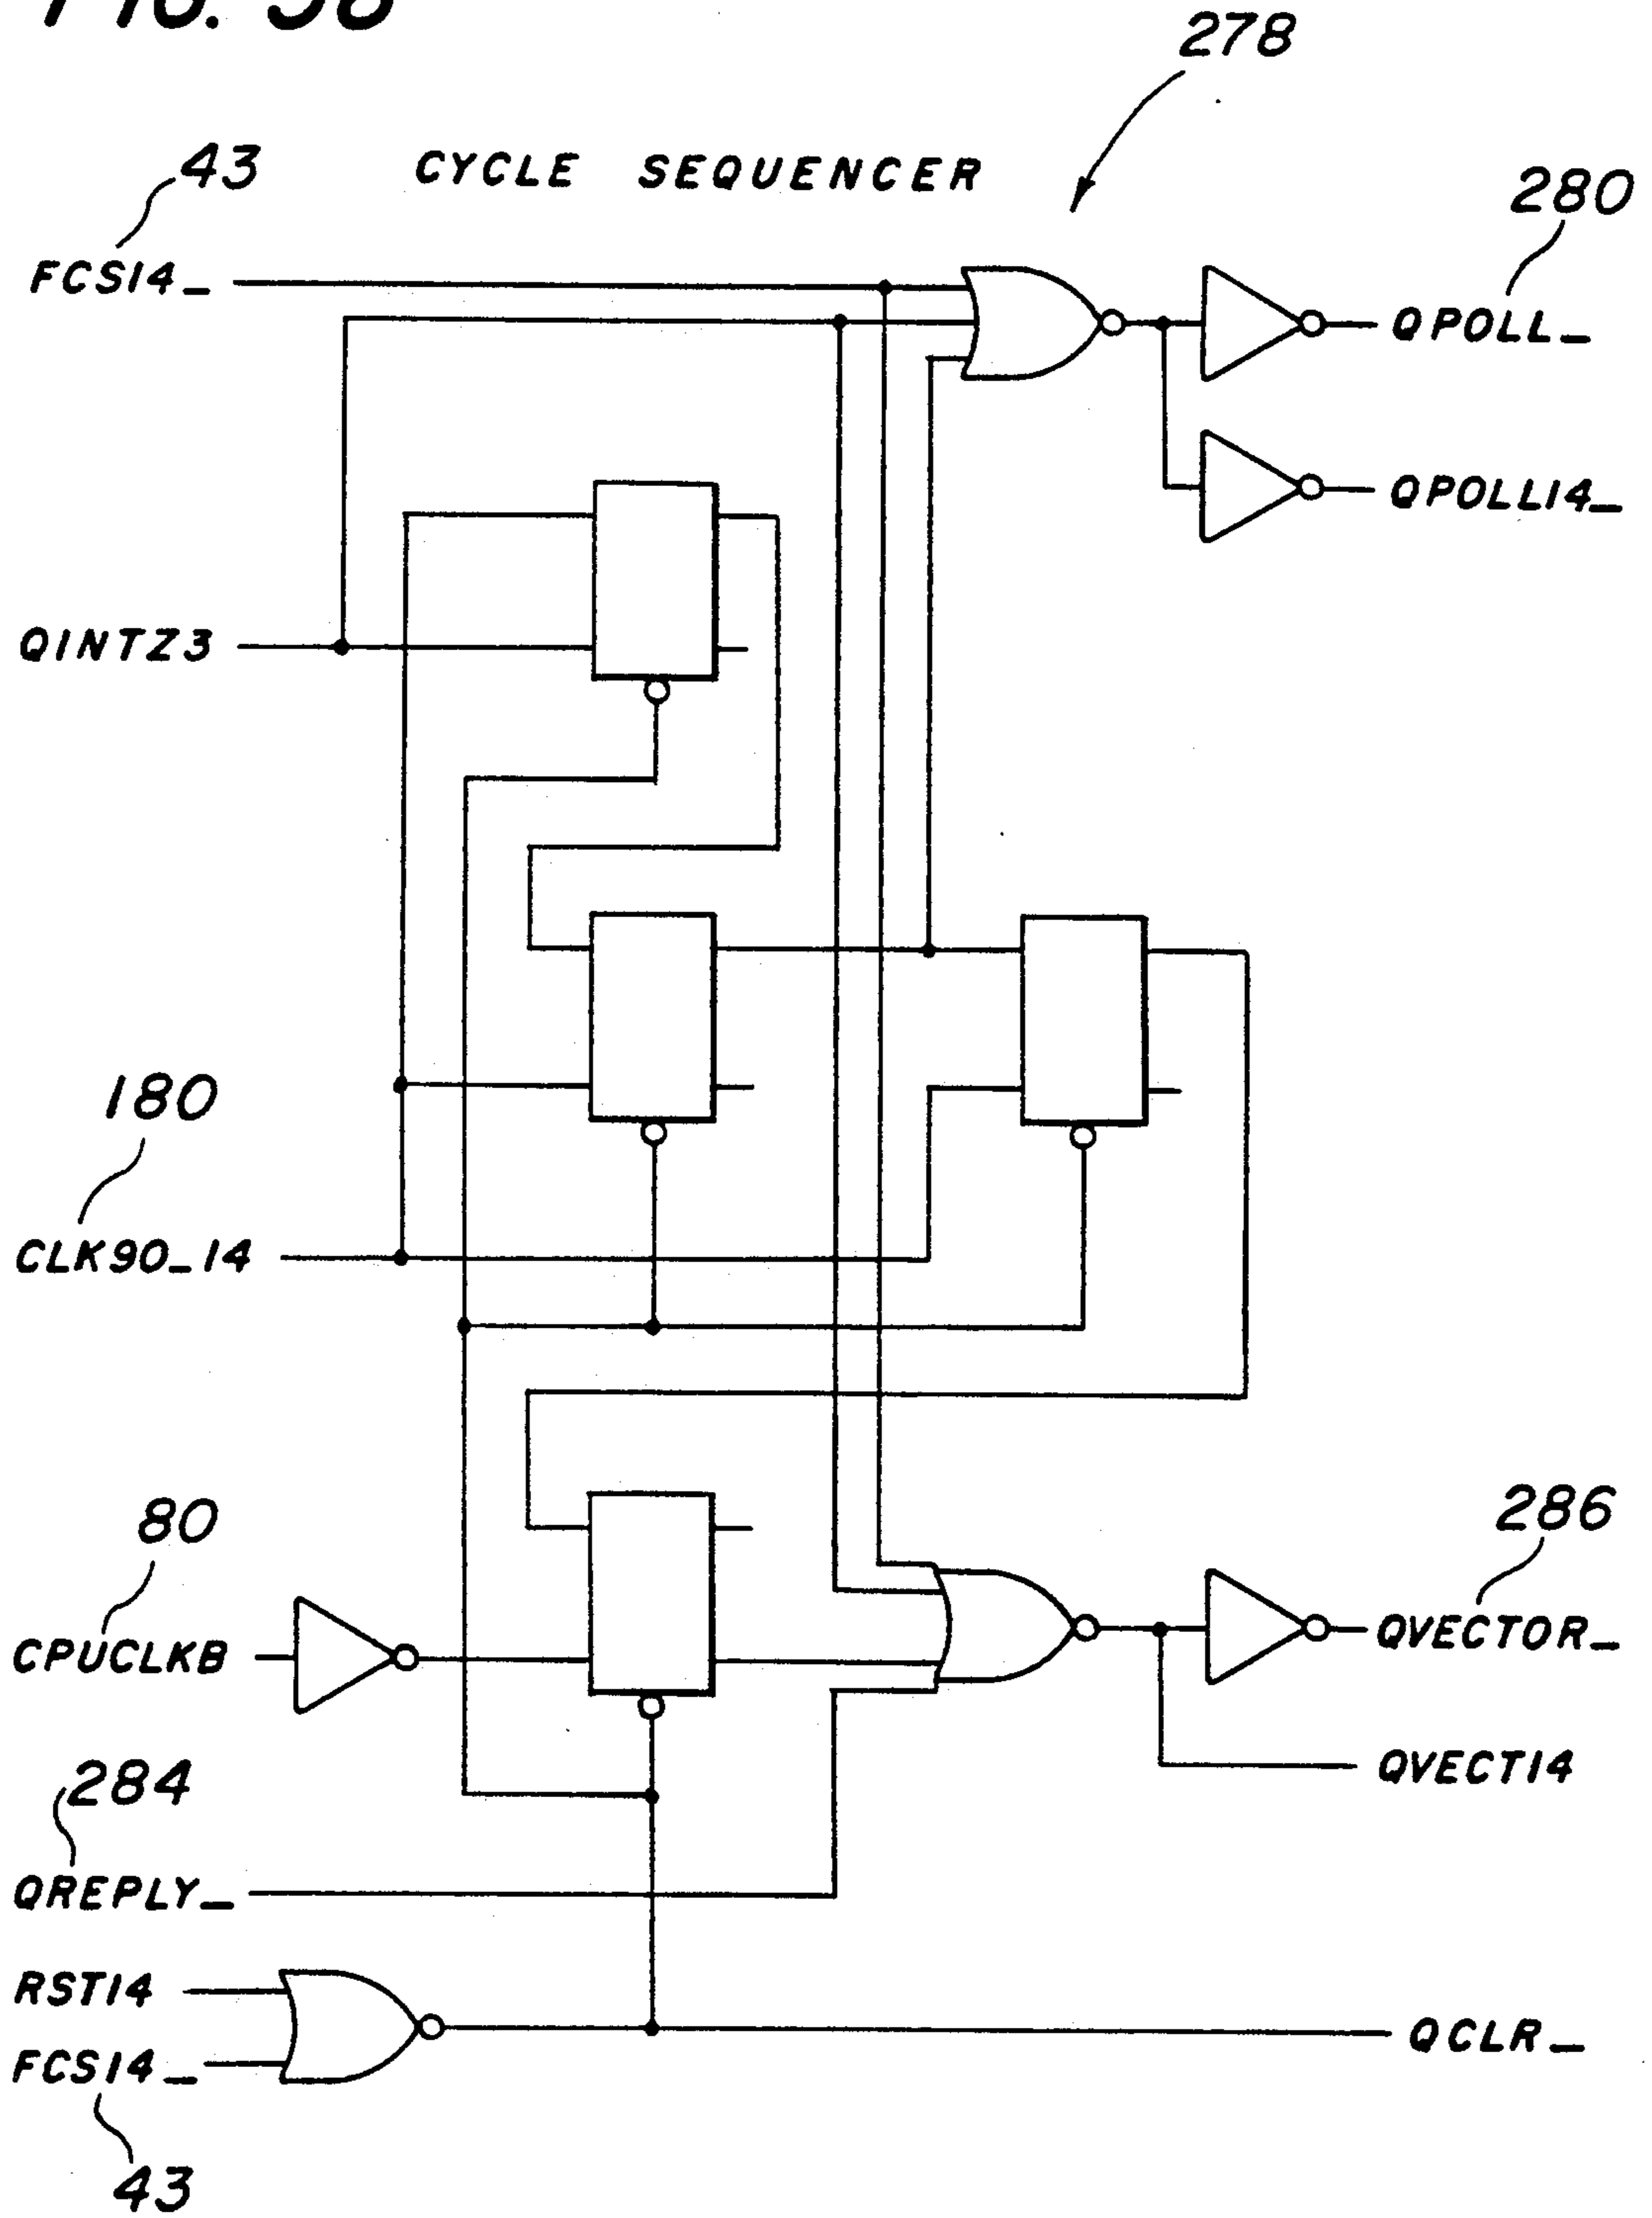 278
43
CYCLE SEQUENCER
280
FCS14_
QPOLL_
QPOLL14_
QINTZ3
180
CLK90_14
80
286
CPUCLKB
QVECTOR_
QVECT14
284
QREPLY_
RST14
QCLR_
FCS14_
43